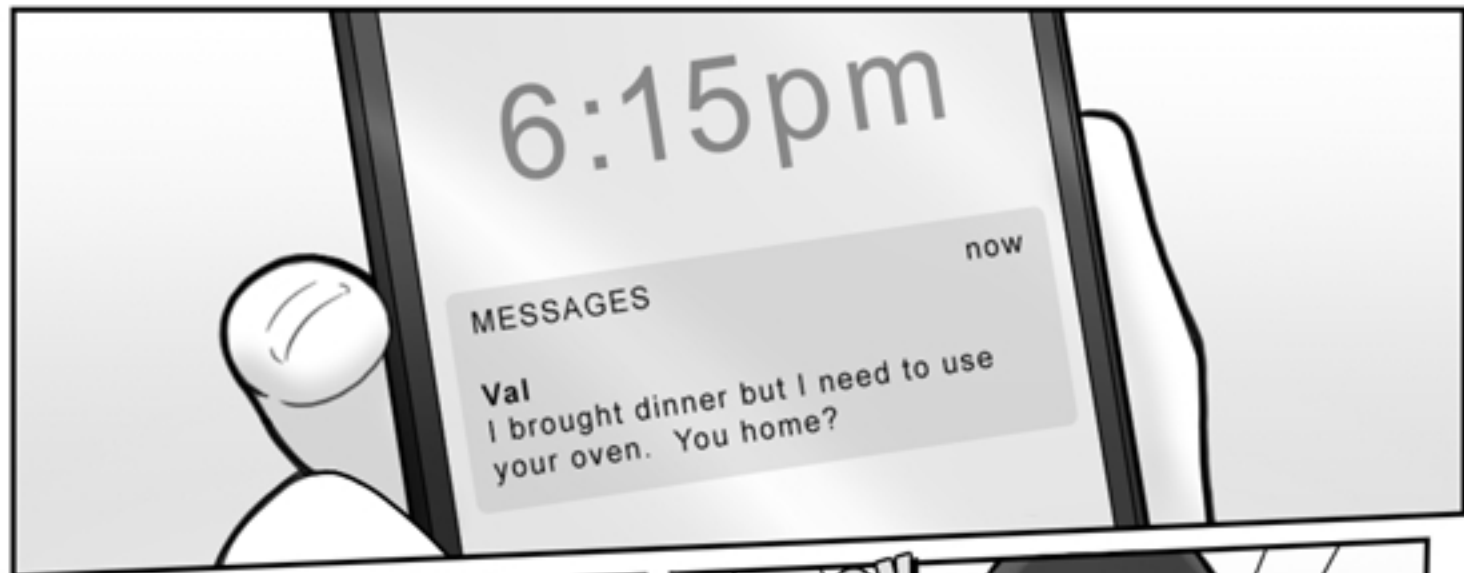 6:15pm
now
MESSAGES
Val
I brought dinner but I need to use
your oven.  You home?